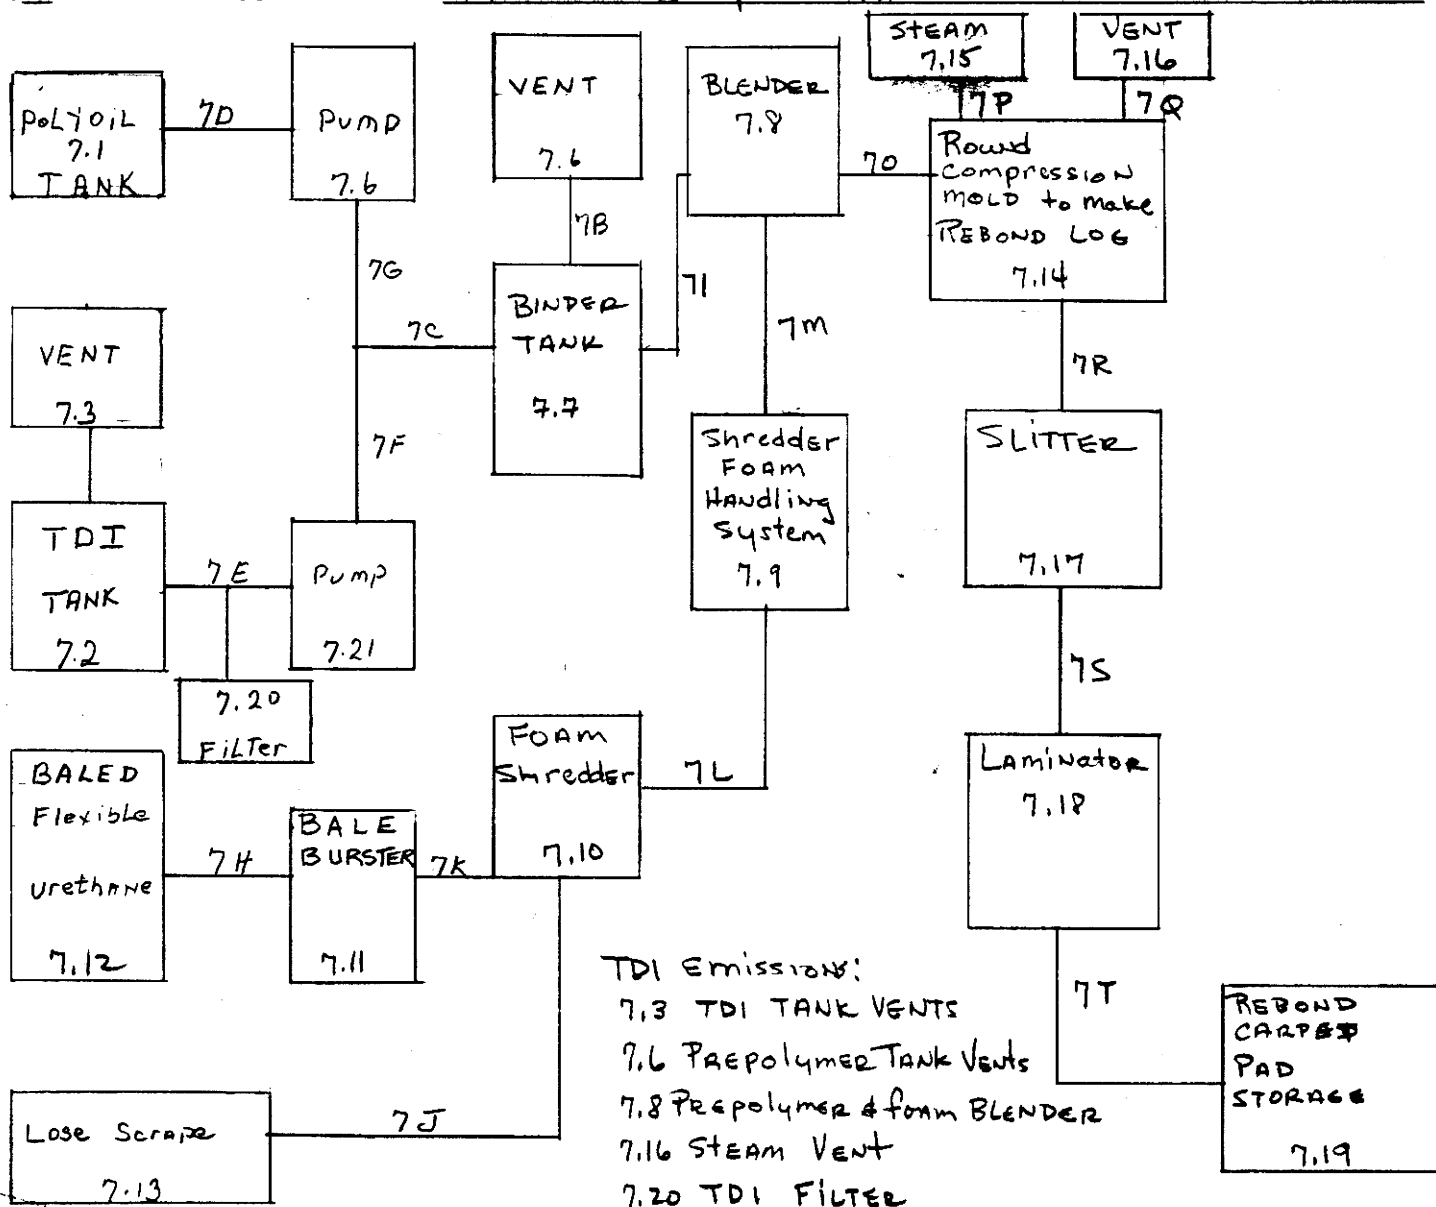 STEAM
7.15
VENT
7.16
POLYOIL
7.1
TANK
7D
PUMP
7.6
VENT
7.6
BLENDER
7.8
7P
7Q
7O
Round
Compression
MOLD to make
REBOND LOG
7.14
7B
7G
7I
7C
BINDER
TANK
7.7
7M
7R
VENT
7.3
7F
Shredder
FOAM
HANdliNg
System
7.9
SLITTER
7.17
TDI
TANK
7.2
7E
Pump
7.21
7.20
FiLTer
7S
BALED
Flexible
UrethANe
7.12
7H
BALE
BURSTER
7.11
7K
FOAM
Shredder
7.10
7L
LAMiNAtoR
7.18
7T
REBOND
CARPET
PAD
STORAGE
7.19
Lose Scrape
7.13
7J
TDI EmissioNs:
7.3 TDI TANK VENTS
7.6 PREpolymER TANK VeNts
7.8 PREpolymER & foAm BLENDER
7.16 StEAm VENt
7.20 TDI FiLTER